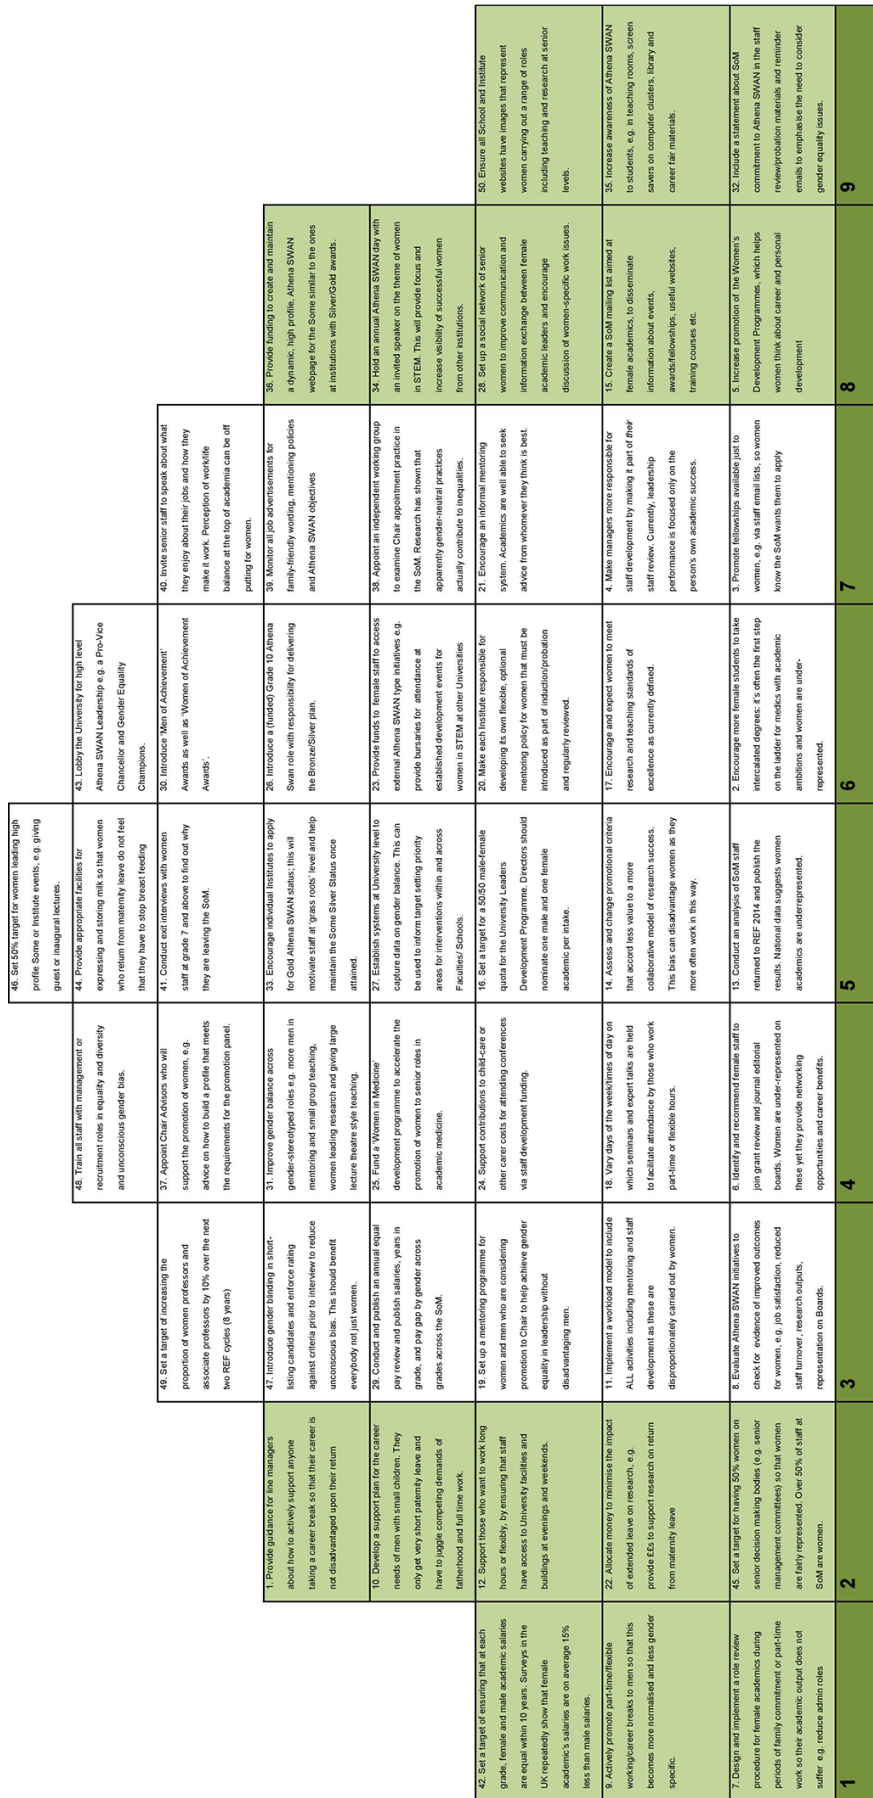 42. Set a target of ensuring that at each
grade, female and male academic salaries
are equal within 10 years. Surveys in the
UK repeatedly show that female
academic's salaries are on average 15%
less than male salaries.
9. Actively promote part-time/flexible
working/career breaks to men so that this
becomes more normalised and less gender
specific.
7. Design and implement a role review
procedure for female academics during
periods of family commitment or part-time
work so their academic output does not
suffer e.g. reduce admin roles
1
1. Provide guidance for line managers
about how to actively support anyone
taking a career break so that their career is
not disadvantaged upon their return
10. Develop a support plan for the career
needs of men with small children. They
only get very short paternity leave and
have to juggle competing demands of
fatherhood and full time work.
12. Support those who want to work long
hours or flexibly, by ensuring that staff
have access to University facilities and
buildings at evenings and weekends.
22. Allocate money to minimise the impact
of extended leave on research, e.g.
provide £££s to support research on return
from maternity leave
45. Set a target for having 50% women on
senior decision making bodies (e.g. senior
management committees) so that women
are fairly represented. Over 50% of staff at
SoM are women.
2
49. Set a target of increasing the
proportion of women professors and
associate professors by 10% over the next
two REF cycles (8 years)
47. Introduce gender blinding in short-
listing candidates and enforce rating
against criteria prior to interview to reduce
unconscious bias. This should benefit
everybody not just women.
29. Conduct and publish an annual equal
pay review and publish salaries, years in
grade, and pay gap by gender across
grades across the SoM.
19. Set up a mentoring programme for
women and men who are considering
promotion to Chair to help achieve gender
equality in leadership without
disadvantaging men.
11. Implement a workload model to include
ALL activities including mentoring and staff
development as these are
disproportionately carried out by women.
8. Evaluate Athena SWAN initiatives to
check for evidence of improved outcomes
for women, e.g. job satisfaction, reduced
staff turnover, research outputs,
representation on Boards.
3
48. Train all staff with management or
recruitment roles in equality and diversity
and unconscious gender bias.
37. Appoint Chair Advisors who will
support the promotion of women, e.g.
advice on how to build a profile that meets
the requirements for the promotion panel.
31. Improve gender balance across
gender-stereotyped roles e.g. more men in
mentoring and small group teaching,
women leading research and giving large
lecture theatre style teaching.
25. Fund a 'Women in Medicine'
development programme to accelerate the
promotion of women to senior roles in
academic medicine.
24. Support contributions to child-care or
other carer costs for attending conferences
via staff development funding.
18. Vary days of the week/times of day on
which seminars and expert talks are held
to facilitate attendance by those who work
part-time or flexible hours.
6. Identify and recommend female staff to
join grant review and journal editorial
boards. Women are under-represented on
these yet they provide networking
opportunities and career benefits.
4
46. Set 50% target for women leading high
profile Some or Institute events, e.g. giving
guest or inaugural lectures.
44. Provide appropriate facilities for
expressing and storing milk so that women
who return from maternity leave do not feel
that they have to stop breast feeding
41. Conduct exit interviews with women
staff at grade 7 and above to find out why
they are leaving the SoM.
33. Encourage individual Institutes to apply
for Gold Athena SWAN status; this will
motivate staff at 'grass roots' level and help
maintain the Some Silver Status once
attained.
27. Establish systems at University level to
capture data on gender balance. This can
be used to inform target setting priority
areas for interventions within and across
Faculties/ Schools.
16. Set a target for a 50/50 male-female
quota for the University Leaders
Development Programme. Directors should
nominate one male and one female
academic per intake.
14. Assess and change promotional criteria
that accord less value to a more
collaborative model of research success.
This bias can disadvantage women as they
more often work in this way.
13. Conduct an analysis of SoM staff
returned to REF 2014 and publish the
results. National data suggests women
academics are underrepresented.
5
43. Lobby the University for high level
Athena SWAN Leadership e.g. a Pro-Vice
Chancellor and Gender Equality
Champions.
30. Introduce 'Men of Achievement'
Awards as well as 'Women of Achievement
Awards'.
26. Introduce a (funded) Grade 10 Athena
Swan role with responsibility for delivering
the Bronze/Silver plan.
23. Provide funds to female staff to access
external Athena SWAN type initiatives e.g.
provide bursaries for attendance at
established development events for
women in STEM at other Universities
20. Make each Institute responsible for
developing its own flexible, optional
mentoring policy for women that must be
introduced as part of induction/probation
and regularly reviewed.
17. Encourage and expect women to meet
research and teaching standards of
excellence as currently defined.
2. Encourage more female students to take
intercalated degrees: it's often the first step
on the ladder for medics with academic
ambitions and women are under-
represented.
6
40. Invite senior staff to speak about what
they enjoy about their jobs and how they
make it work. Perception of work/life
balance at the top of academia can be off
putting for women.
39. Monitor all job advertisements for
family-friendly wording, mentioning policies
and Athena SWAN objectives
38. Appoint an independent working group
to examine Chair appointment practice in
the SoM. Research has shown that
apparently gender-neutral practices
actually contribute to inequalities.
21. Encourage an informal mentoring
system. Academics are well able to seek
advice from whomever they think is best.
4. Make managers more responsible for
staff development by making it part of their
staff review. Currently, leadership
performance is focused only on the
person's own academic success.
3. Promote fellowships available just to
women, e.g. via staff email lists, so women
know the SoM wants them to apply
7
36. Provide funding to create and maintain
a dynamic, high profile, Athena SWAN
webpage for the Some similar to the ones
at institutions with Silver/Gold awards.
34. Hold an annual Athena SWAN day with
an invited speaker on the theme of women
in STEM. This will provide focus and
increase visibility of successful women
from other institutions.
28. Set up a social network of senior
women to improve communication and
information exchange between female
academic leaders and encourage
discussion of women-specific work issues.
15. Create a SoM mailing list aimed at
female academics, to disseminate
information about events,
awards/fellowships, useful websites,
training courses etc.
5. Increase promotion of the Women's
Development Programmes, which helps
women think about career and personal
development
8
50. Ensure all School and Institute
websites have images that represent
women carrying out a range of roles
including teaching and research at senior
levels.
35. Increase awareness of Athena SWAN
to students, e.g. in teaching rooms, screen
savers on computer clusters, library and
career fair materials.
32. Include a statement about SoM
commitment to Athena SWAN in the staff
review/probation materials and reminder
emails to emphasise the need to consider
gender equality issues.
9